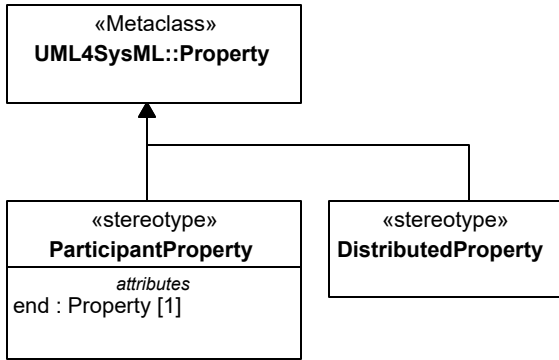 «Metaclass»
UML4SysML::Property
«stereotype»
ParticipantProperty
attributes
end : Property [1]
«stereotype»
DistributedProperty